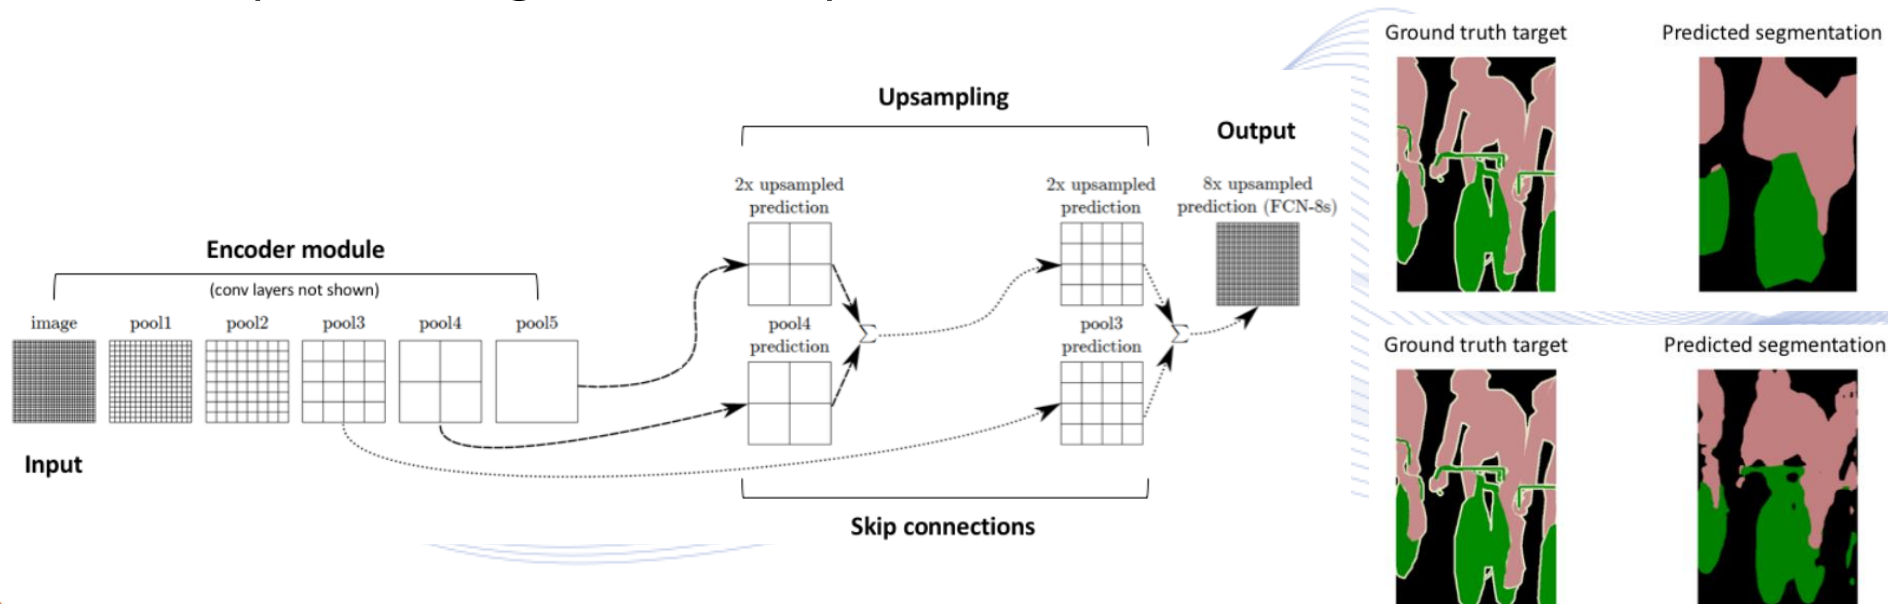 Encoder module
(conv layers not shown)
image
pool1
pool2
pool3
pool4
pool5
Input
Upsampling
2x upsampled
prediction
pool4
prediction
Σ
2x upsampled
prediction
pool3
prediction
Σ
Skip connections
Output
8x upsampled
prediction (FCN-8s)
Ground truth target
Predicted segmentation
Ground truth target
Predicted segmentation